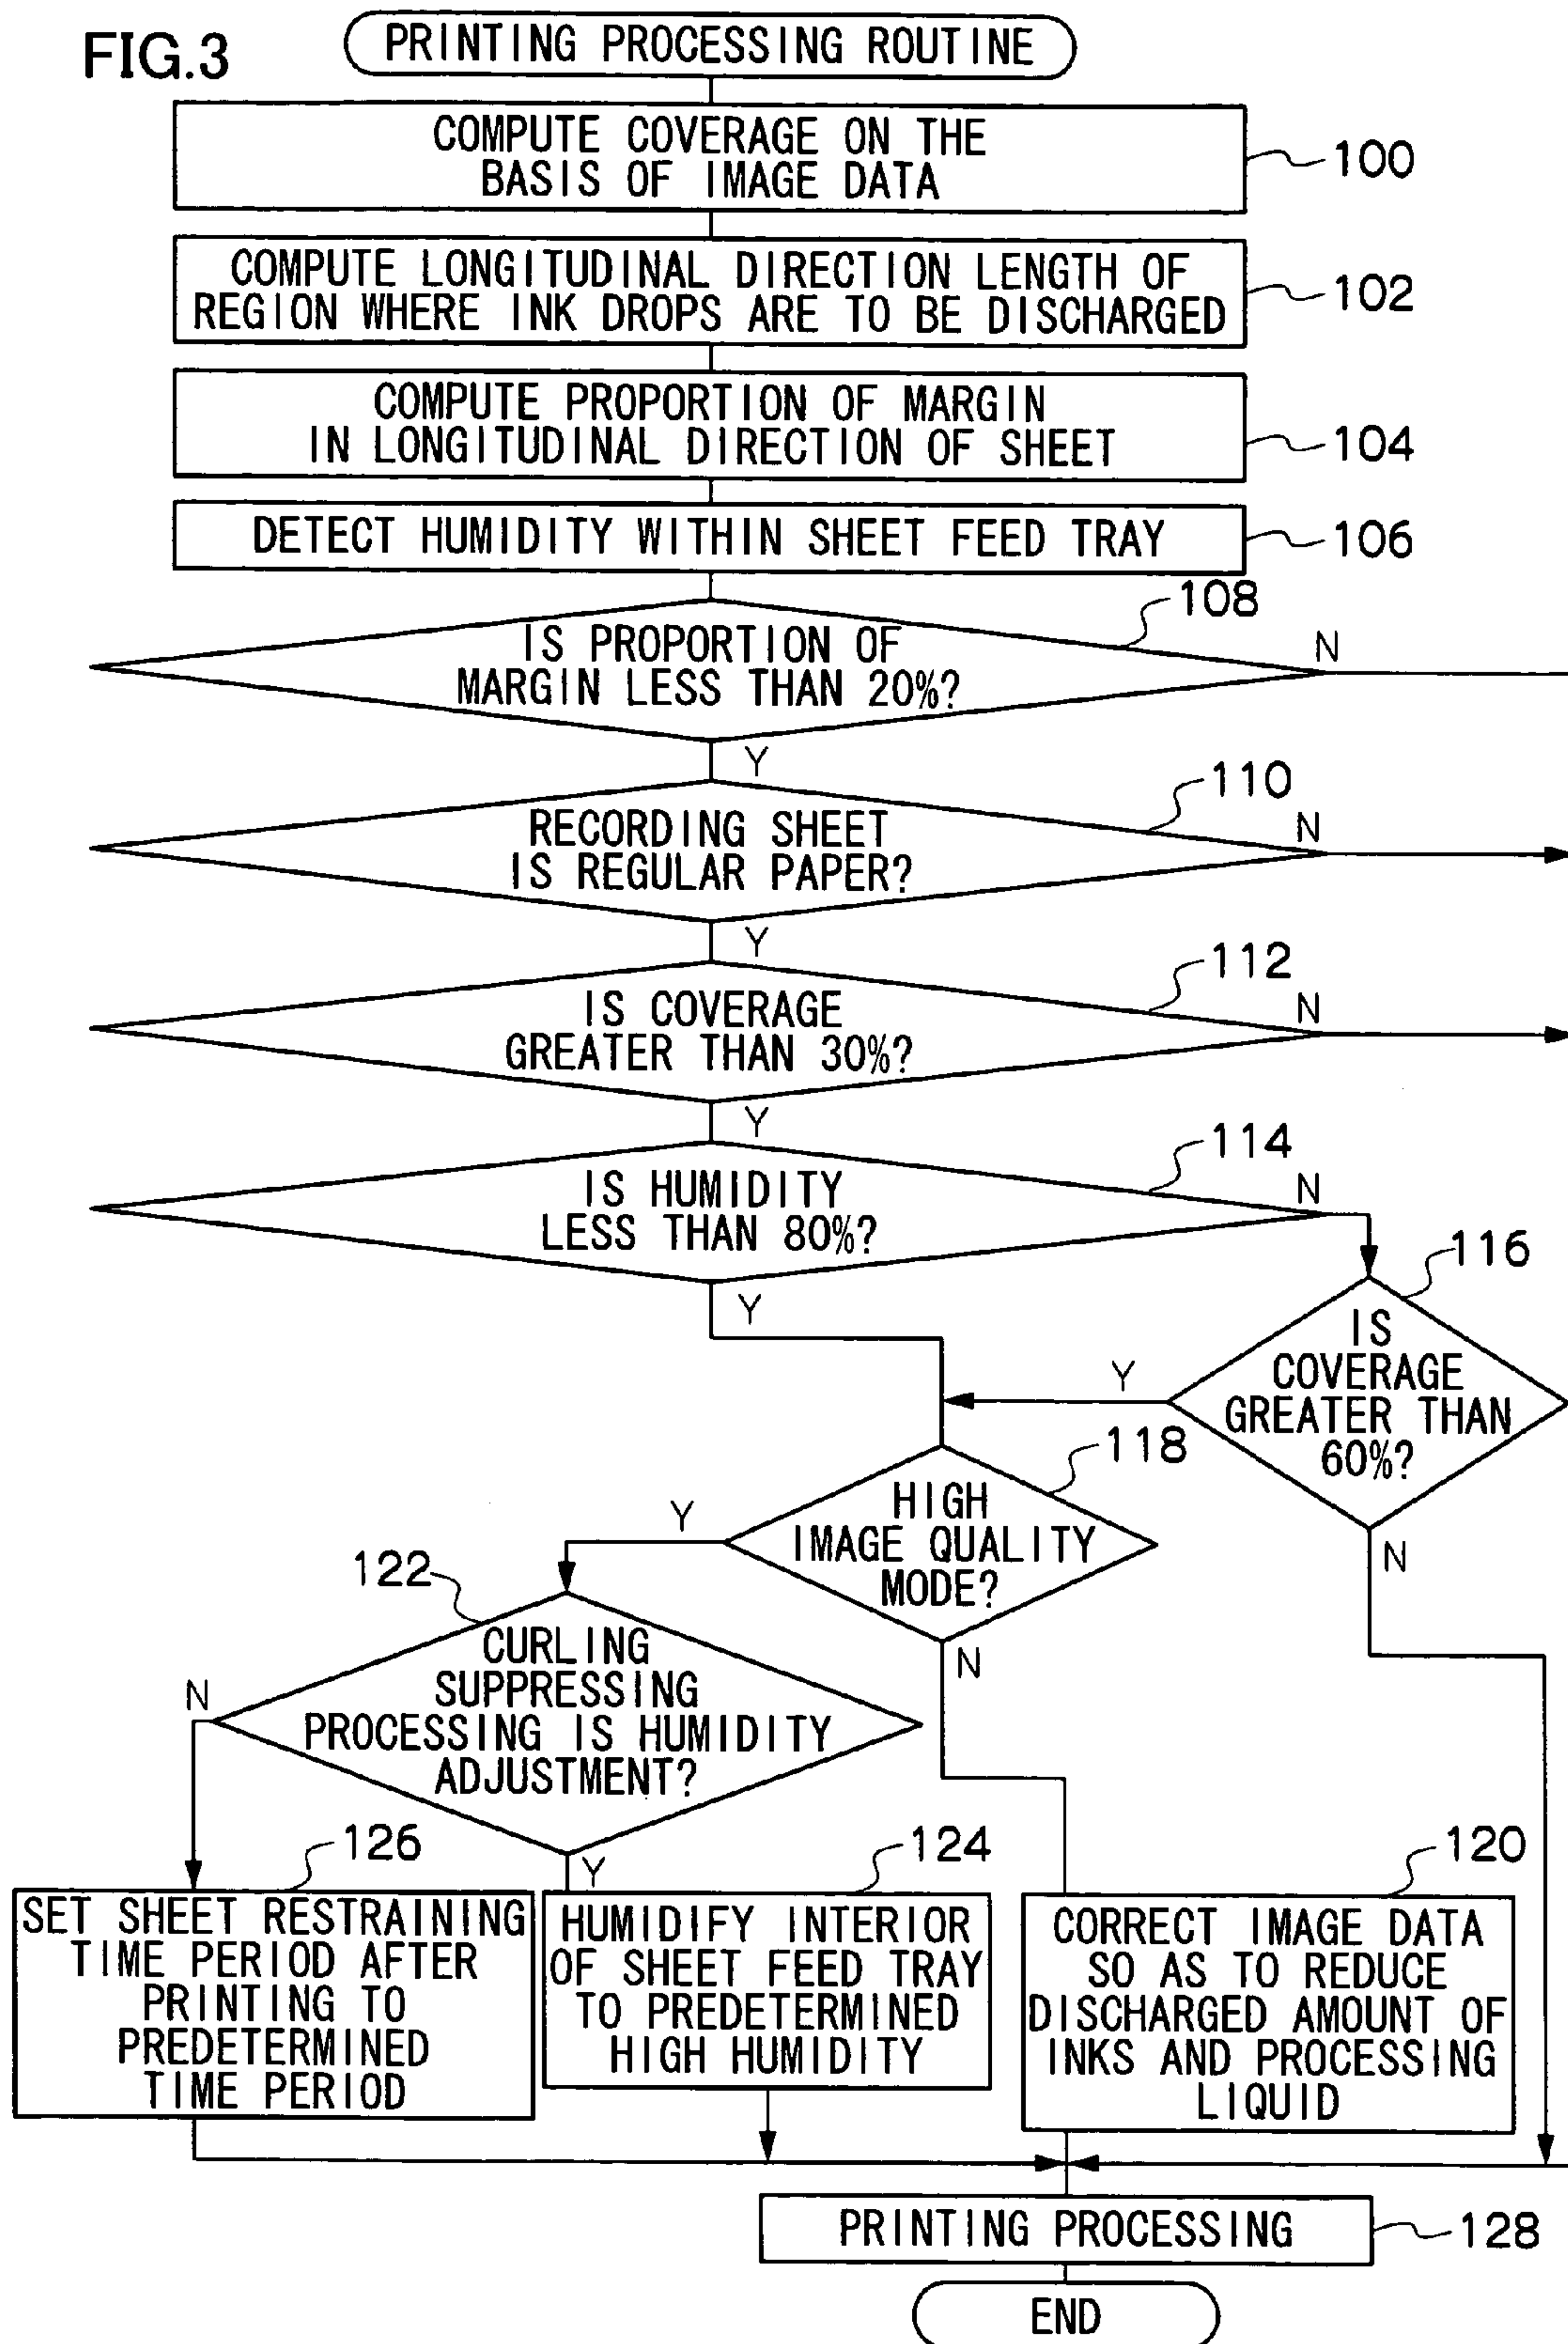 FIG.3
PRINTING PROCESSING ROUTINE
COMPUTE COVERAGE ON THE
BASIS OF IMAGE DATA
100
COMPUTE LONGITUDINAL DIRECTION LENGTH OF
REGION WHERE INK DROPS ARE TO BE DISCHARGED
102
COMPUTE PROPORTION OF MARGIN
IN LONGITUDINAL DIRECTION OF SHEET
104
DETECT HUMIDITY WITHIN SHEET FEED TRAY
106
108
IS PROPORTION OF
MARGIN LESS THAN 20%?
N
Y
110
RECORDING SHEET
IS REGULAR PAPER?
N
Y
112
IS COVERAGE
GREATER THAN 30%?
N
Y
114
IS HUMIDITY
LESS THAN 80%?
N
Y
116
IS
COVERAGE
GREATER THAN
60%?
Y
N
118
HIGH
IMAGE QUALITY
MODE?
Y
N
122
CURLING
SUPPRESSING
PROCESSING IS HUMIDITY
ADJUSTMENT?
N
Y
126
SET SHEET RESTRAINING
TIME PERIOD AFTER
PRINTING TO
PREDETERMINED
TIME PERIOD
124
HUMIDIFY INTERIOR
OF SHEET FEED TRAY
TO PREDETERMINED
HIGH HUMIDITY
120
CORRECT IMAGE DATA
SO AS TO REDUCE
DISCHARGED AMOUNT OF
INKS AND PROCESSING
LIQUID
PRINTING PROCESSING
128
END